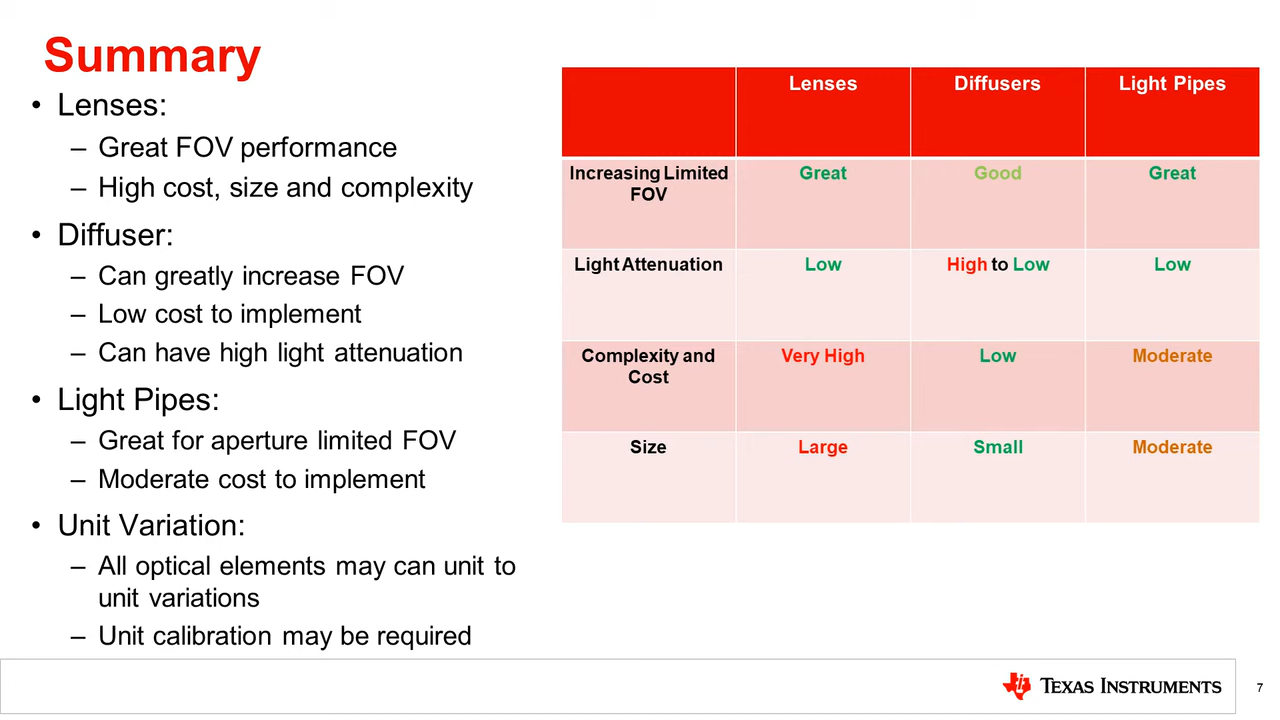 Summary
• Lenses:
– Great FOV performance
– High cost, size and complexity
• Diffuser:
– Can greatly increase FOV
– Low cost to implement
– Can have high light attenuation
• Light Pipes:
– Great for aperture limited FOV
– Moderate cost to implement
• Unit Variation:
– All optical elements may can unit to
unit variations
– Unit calibration may be required
Lenses Diffusers Light Pipes
Increasing Limited
FOV
Great Good Great
Light Attenuation Low High to Low Low
Complexity and
Cost
Very High Low Moderate
Size Large Small Moderate
Texas Instruments
7